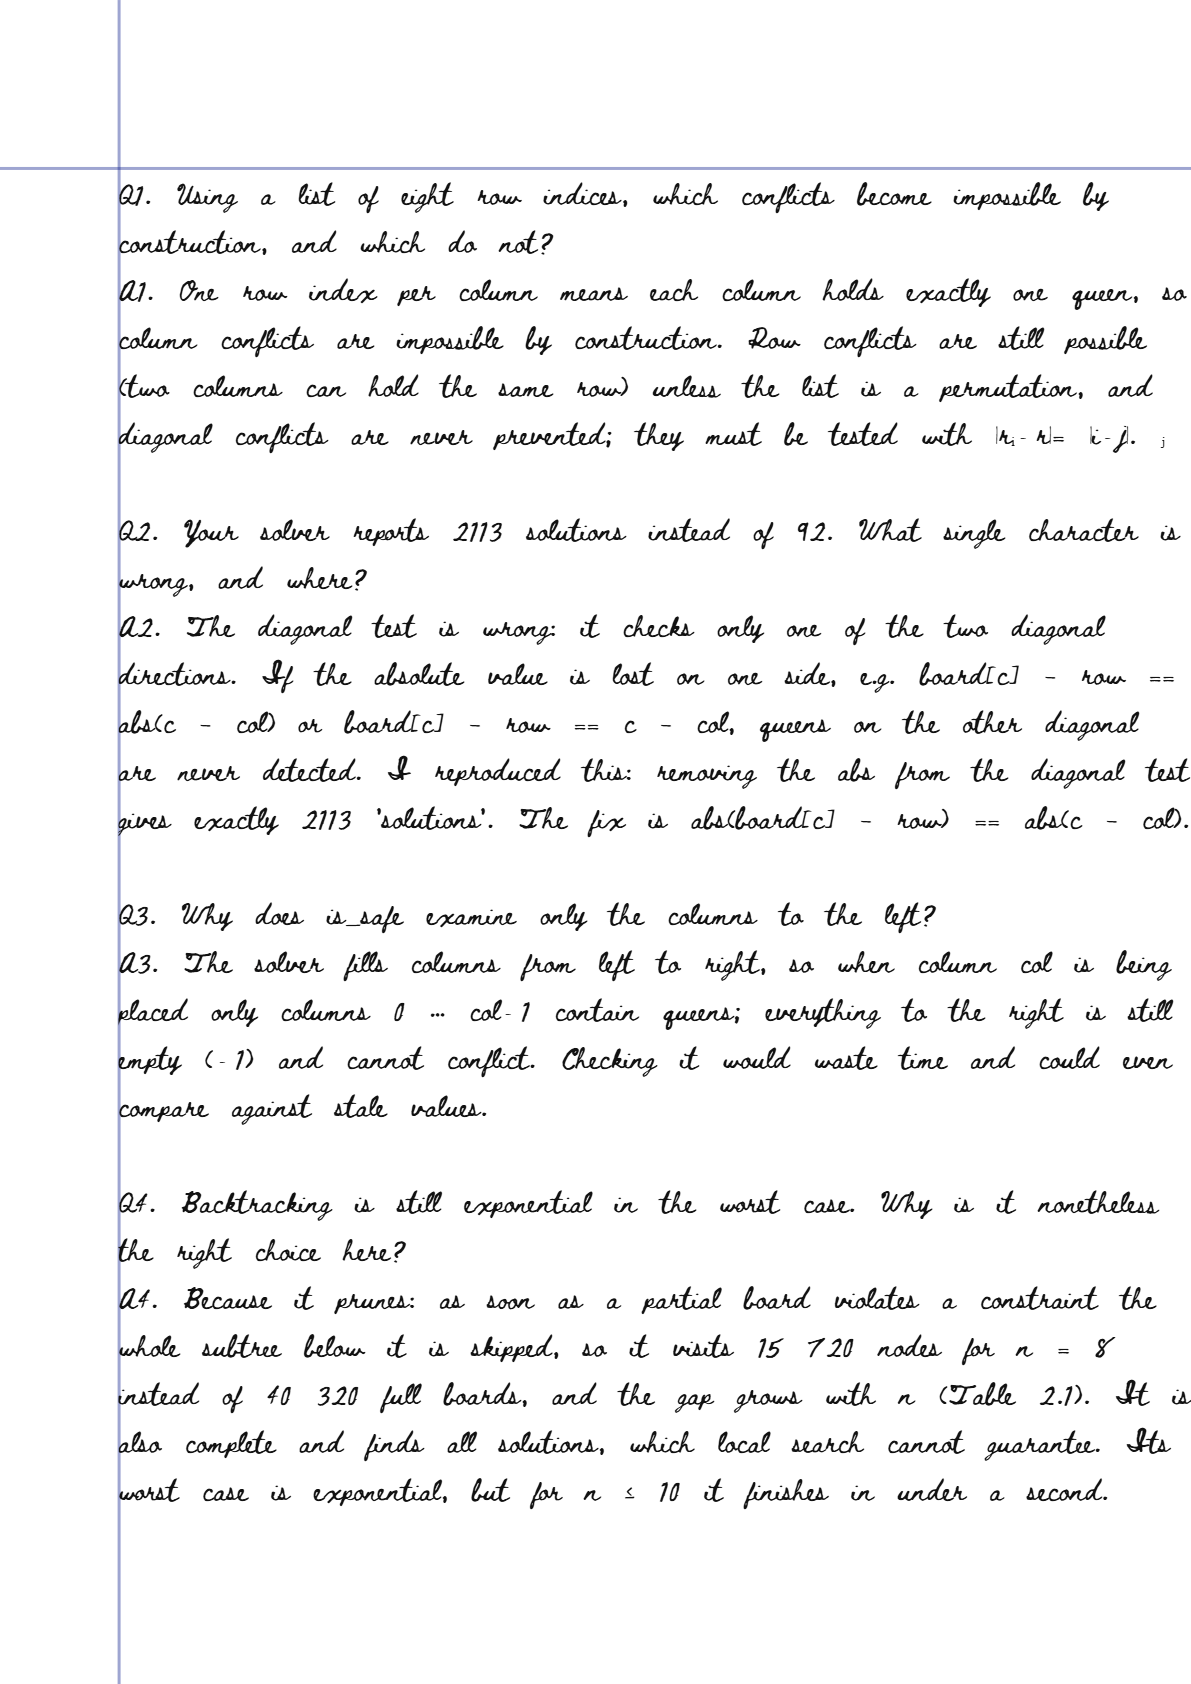 Q1. Using a list of eight row indices, which conflicts become impossible by
construction, and which do not?
A1. One row index per column means each column holds exactly one queen, so
column conflicts are impossible by construction. Row conflicts are still possible
(two columns can hold the same row) unless the list is a permutation, and
diagonal conflicts are never prevented; they must be tested with |rᵢ - r|= |i - j|. ⱼ
Q2. Your solver reports 2113 solutions instead of 92. What single character is
wrong, and where?
A2. The diagonal test is wrong: it checks only one of the two diagonal
directions. If the absolute value is lost on one side, e.g. board[c] - row ==
abs(c - col) or board[c] - row == c - col, queens on the other diagonal
are never detected. I reproduced this: removing the abs from the diagonal test
gives exactly 2113 'solutions'. The fix is abs(board[c] - row) == abs(c - col).
Q3. Why does is_safe examine only the columns to the left?
A3. The solver fills columns from left to right, so when column col is being
placed only columns 0 … col-1 contain queens; everything to the right is still
empty (-1) and cannot conflict. Checking it would waste time and could even
compare against stale values.
Q4. Backtracking is still exponential in the worst case. Why is it nonetheless
the right choice here?
A4. Because it prunes: as soon as a partial board violates a constraint the
whole subtree below it is skipped, so it visits 15 720 nodes for n = 8
instead of 40 320 full boards, and the gap grows with n (Table 2.1). It is
also complete and finds all solutions, which local search cannot guarantee. Its
worst case is exponential, but for n ≤ 10 it finishes in under a second.